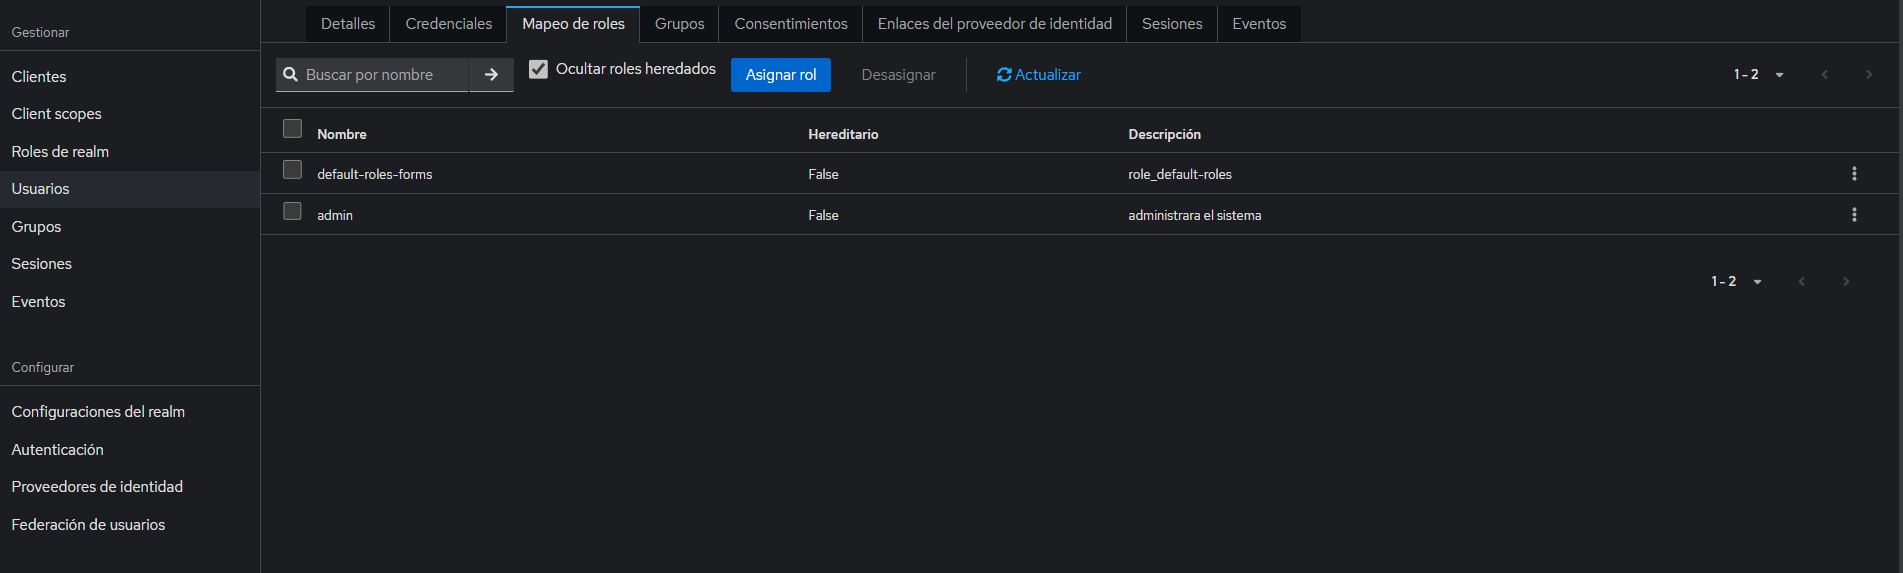 Gestionar
Clientes
Client scopes
Roles de realm
Usuarios
Grupos
Sesiones
Eventos
Configurar
Configuraciones del realm
Autenticación
Proveedores de identidad
Federación de usuarios
Detalles Credenciales Mapeo de roles Grupos Consentimientos Enlaces del proveedor de identidad Sesiones Eventos
Buscar por nombre Ocultar roles heredados Asignar rol Desasignar Actualizar 1 - 2
Nombre Hereditario Descripción
default-roles-forms False role_default-roles
admin False administrara el sistema
1 - 2